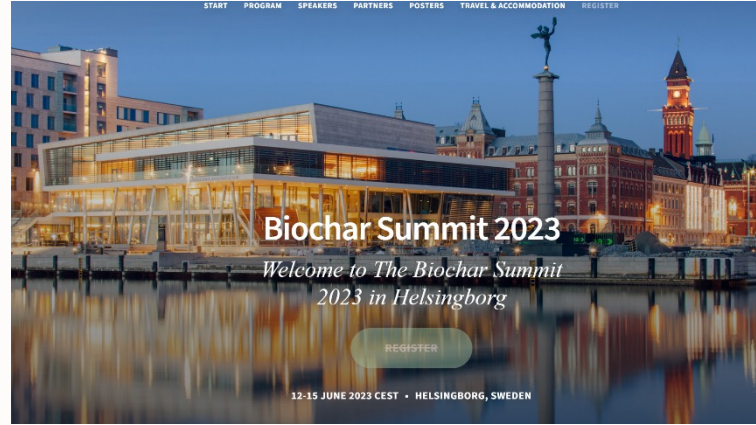 START PROGRAM SPEAKERS PARTNERS POSTERS TRAVEL & ACCOMMODATION REGISTER
Biochar Summit 2023
Welcome to The Biochar Summit
2023 in Helsingborg
REGISTER
12-15 JUNE 2023 CEST • HELSINGBORG, SWEDEN